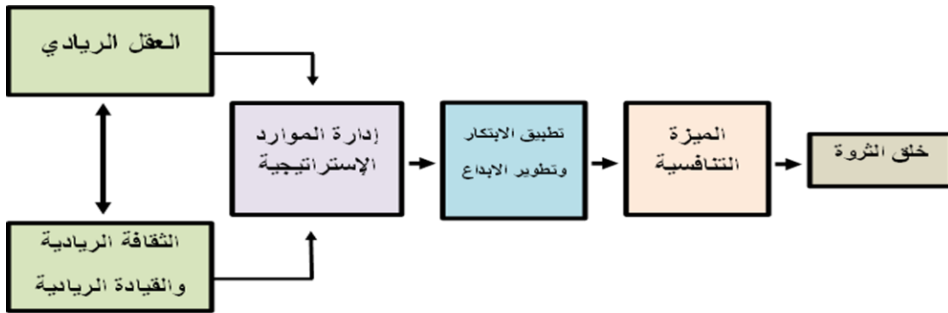 العقل الريادي
إدارة الموارد
الإستراتيجية
تطبيق الابتكار
وتطوير الابداع
الميزة
التنافسية
خلق الثروة
الثقافة الريادية
والقيادة الريادية